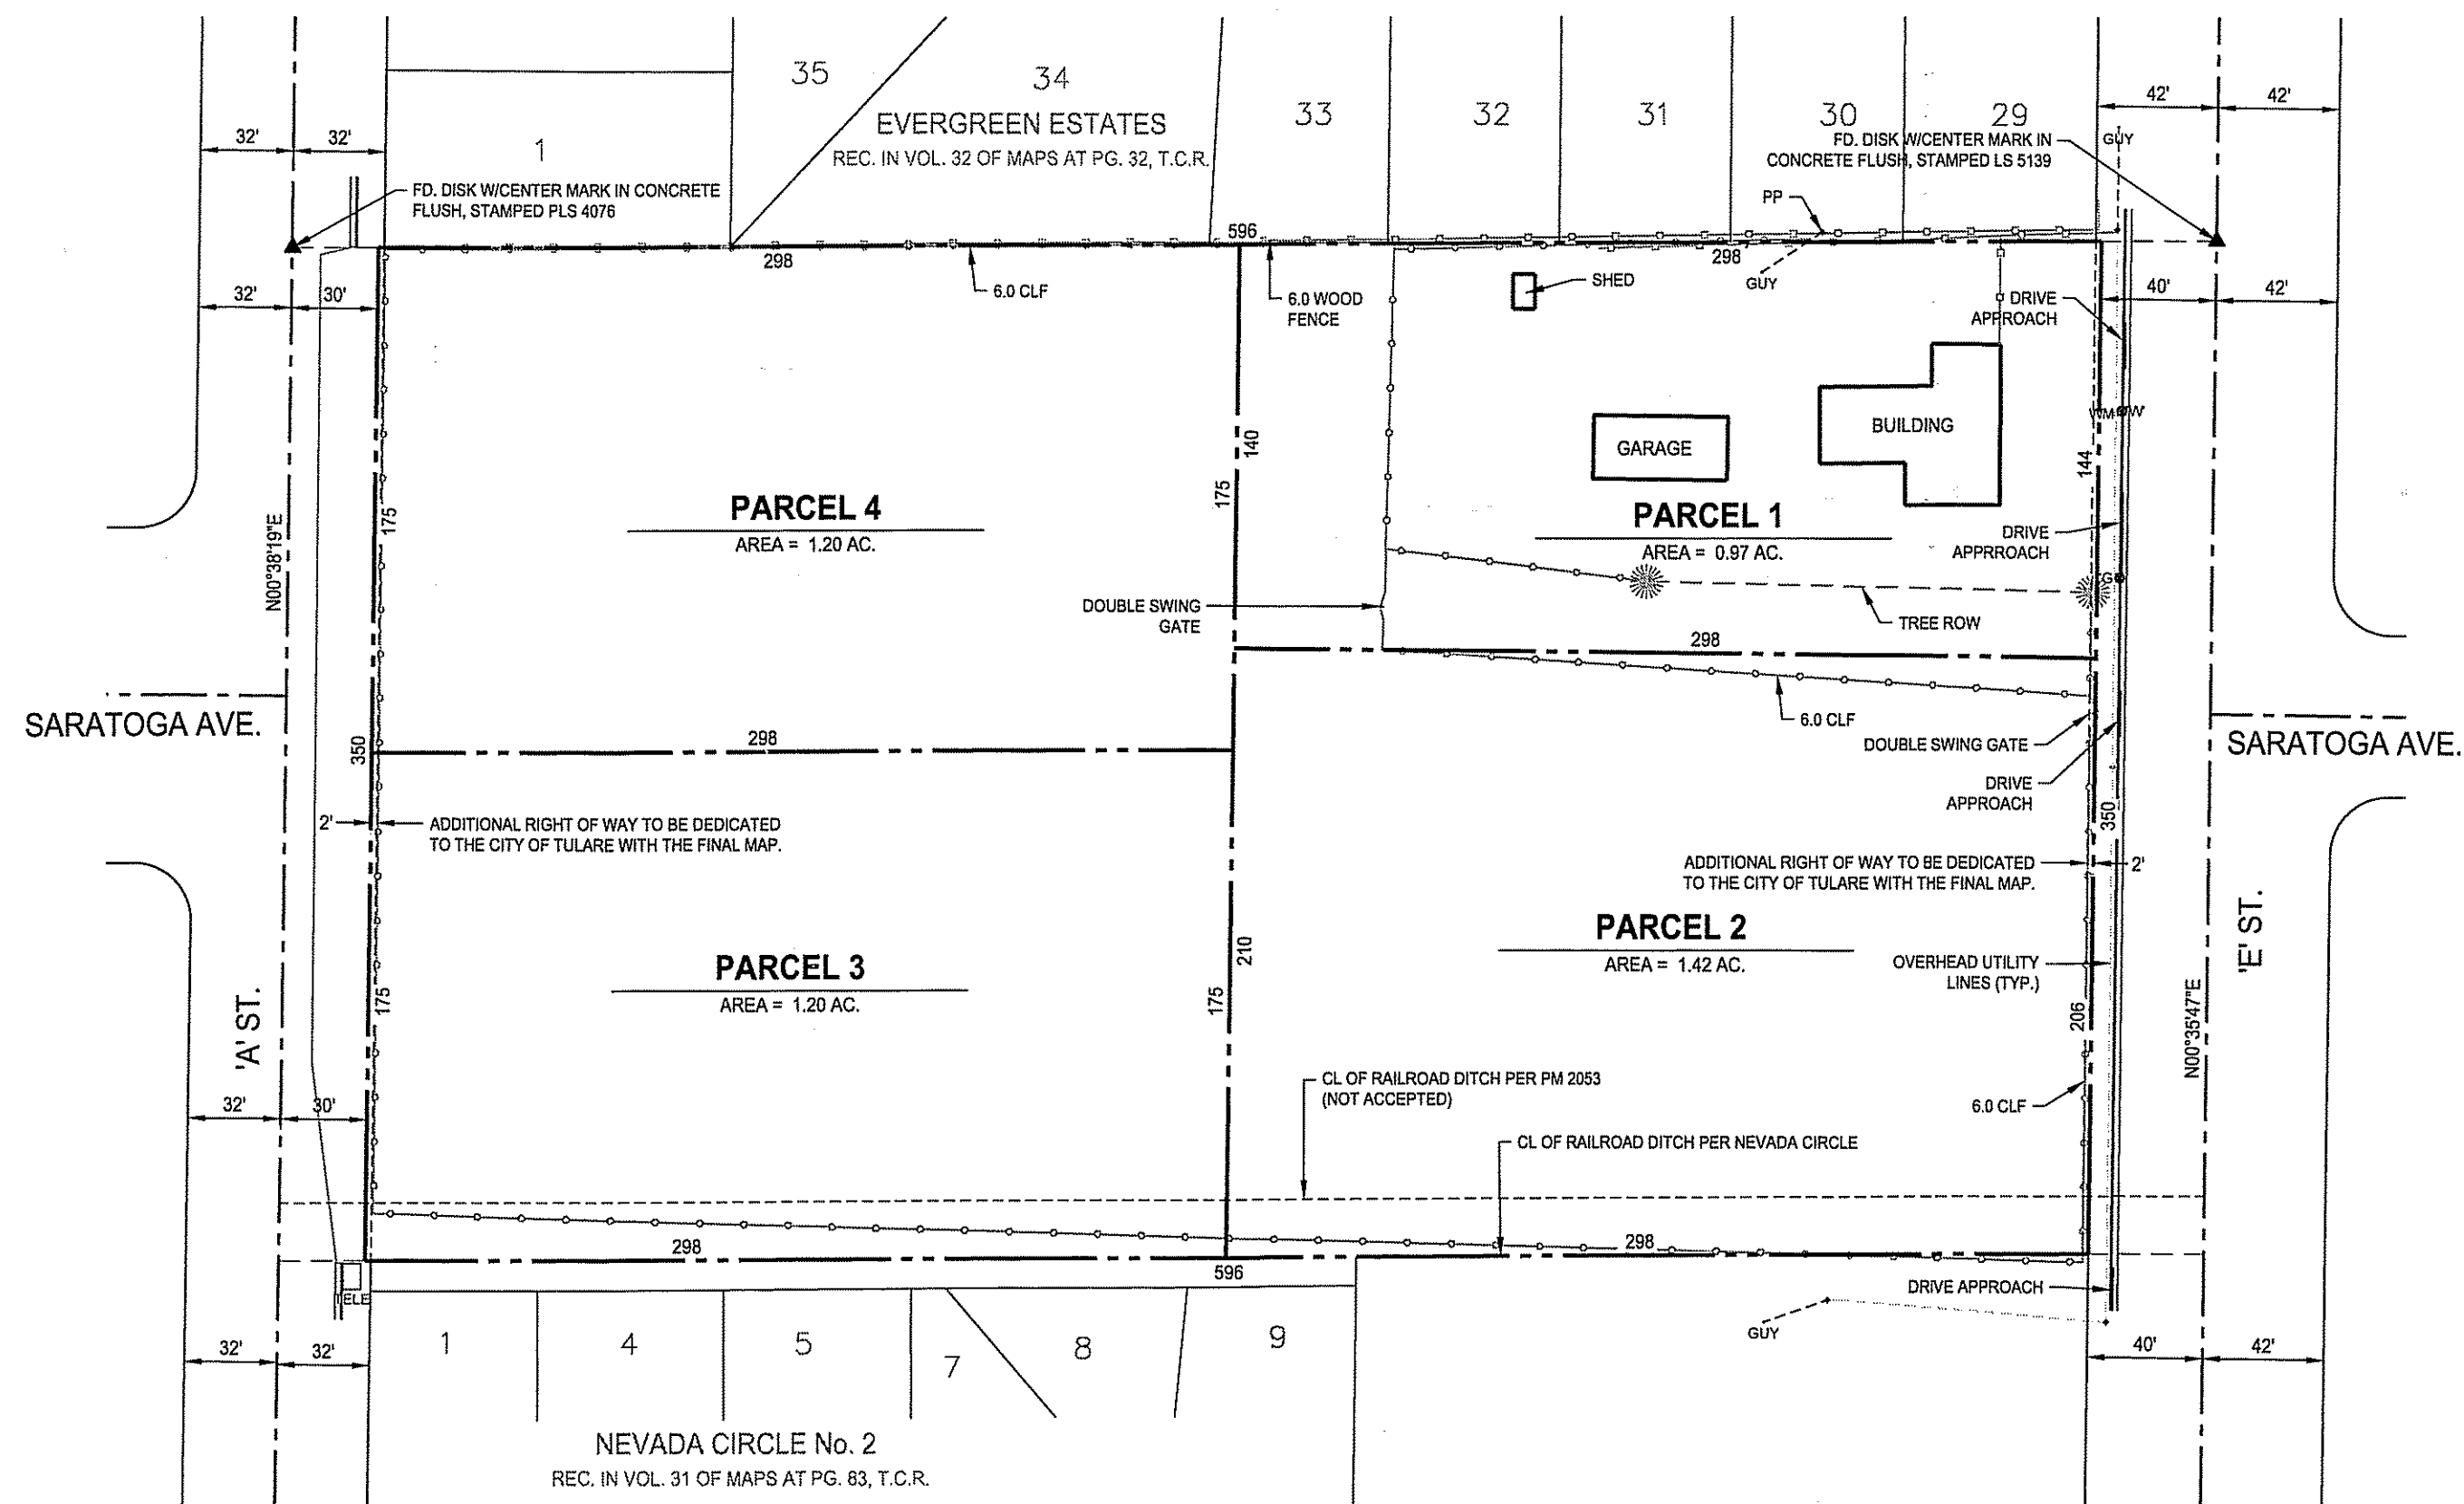 35
34
EVERGREEN ESTATES
REC. IN VOL. 32 OF MAPS AT PG. 32, T.C.R.
1
33
32
31
30
29
42'
42'
32'
32'
FD. DISK W/CENTER MARK IN CONCRETE
FLUSH, STAMPED PLS 4076
FD. DISK W/CENTER MARK IN
CONCRETE FLUSH, STAMPED LS 5139
GUY
PP
596
298
298
6.0 CLF
6.0 WOOD
FENCE
SHED
GUY
32'
30'
DRIVE
APPROACH
40'
42'
BUILDING
GARAGE
WM
W
140
175
144
175
N00°38'19"E
PARCEL 4
AREA = 1.20 AC.
PARCEL 1
AREA = 0.97 AC.
DRIVE
APPRROACH
G
DOUBLE SWING
GATE
TREE ROW
298
SARATOGA AVE.
298
350
6.0 CLF
DOUBLE SWING GATE
SARATOGA AVE.
DRIVE
APPROACH
350
2'
ADDITIONAL RIGHT OF WAY TO BE DEDICATED
TO THE CITY OF TULARE WITH THE FINAL MAP.
ADDITIONAL RIGHT OF WAY TO BE DEDICATED
TO THE CITY OF TULARE WITH THE FINAL MAP.
2'
PARCEL 3
AREA = 1.20 AC.
PARCEL 2
AREA = 1.42 AC.
'A' ST.
175
175
210
OVERHEAD UTILITY
LINES (TYP.)
206
N00°35'47"E
'E' ST.
32'
30'
CL OF RAILROAD DITCH PER PM 2053
(NOT ACCEPTED)
6.0 CLF
CL OF RAILROAD DITCH PER NEVADA CIRCLE
298
298
596
TELE
DRIVE APPROACH
GUY
32'
32'
1
4
5
7
8
9
40'
42'
NEVADA CIRCLE No. 2
REC. IN VOL. 31 OF MAPS AT PG. 83, T.C.R.